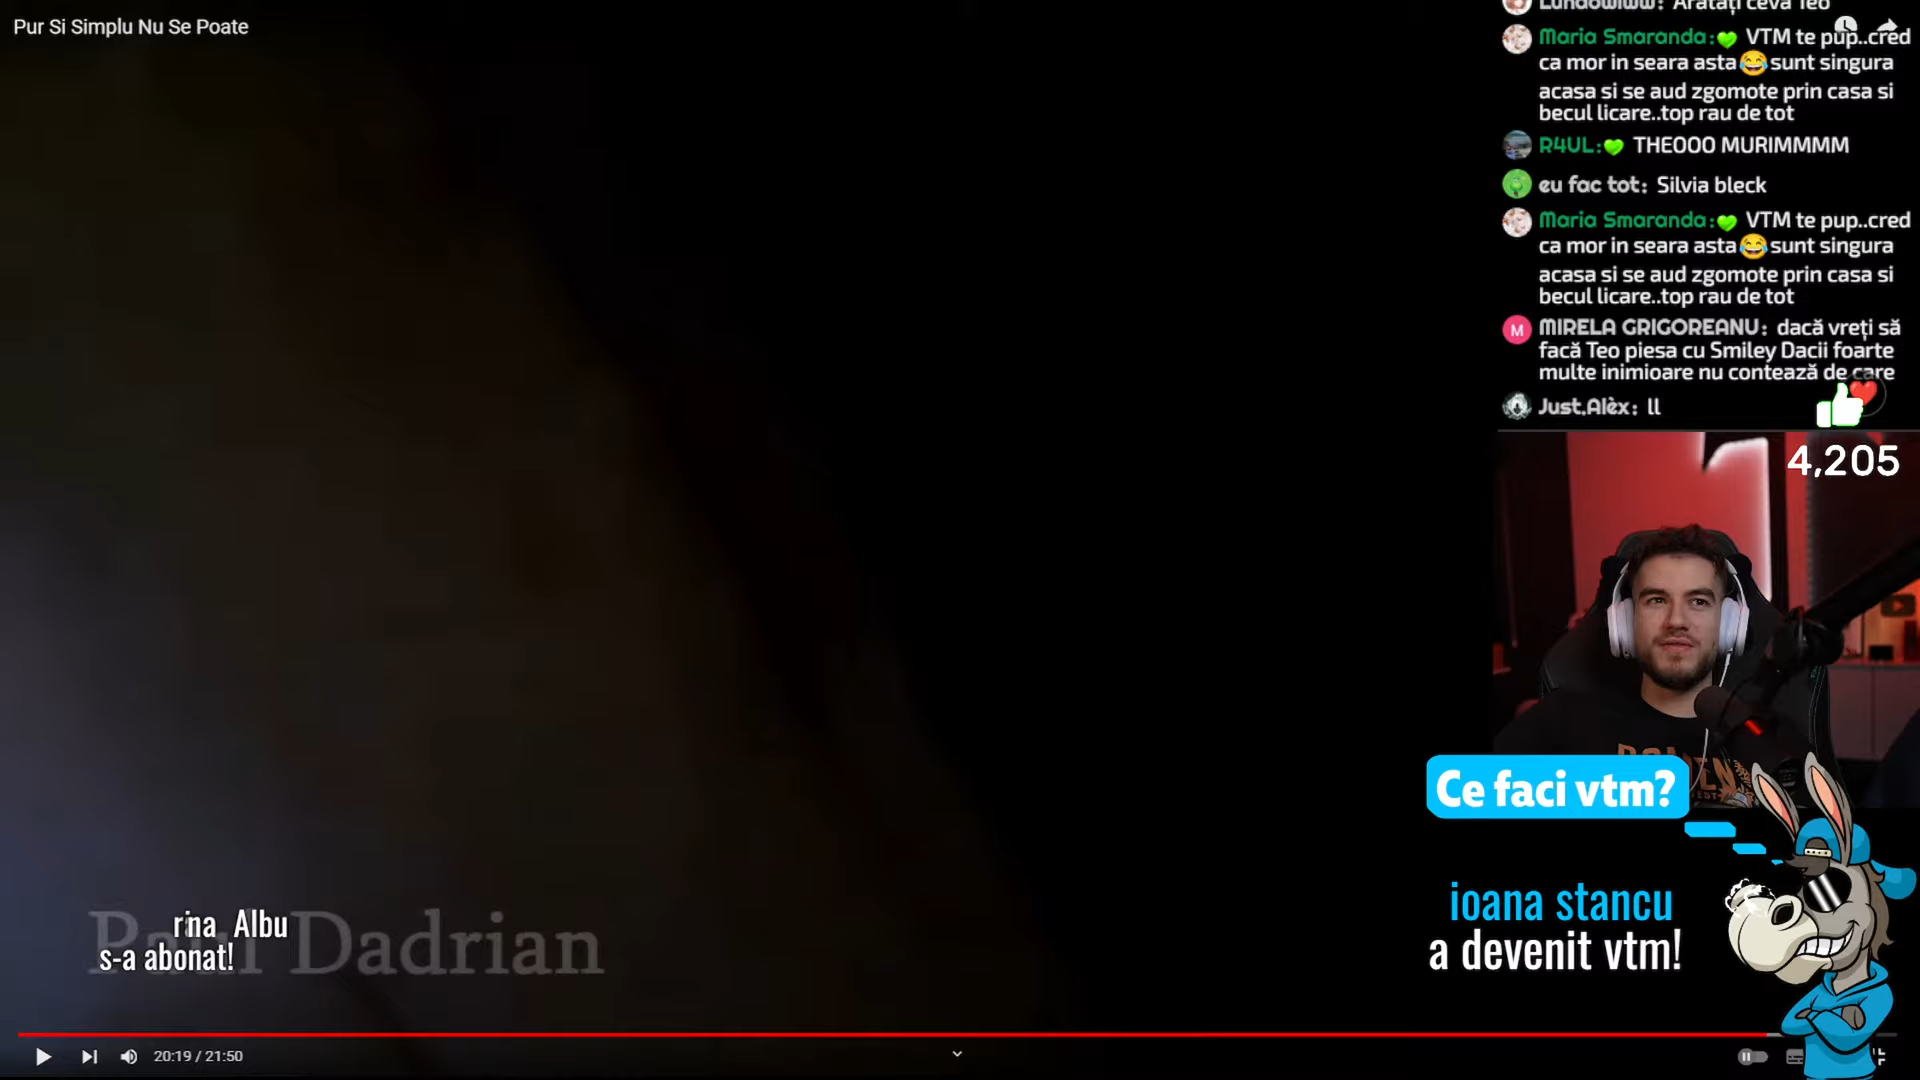 Pur Si Simplu Nu Se Poate
Lundowiww: Arătați ceva Teo
Maria Smaranda: VTM te pup..cred
ca mor in seara asta😂sunt singura
acasa si se aud zgomote prin casa si
becul licare..top rau de tot
R4UL: THEOOO MURIMMMM
eu fac tot: Silvia bleck
Maria Smaranda: VTM te pup..cred
ca mor in seara asta😂sunt singura
acasa si se aud zgomote prin casa si
becul licare..top rau de tot
M MIRELA GRIGOREANU: dacă vreți să
facă Teo piesa cu Smiley Dacii foarte
multe inimioare nu contează de care
Just.Alèx: ll
4,205
Ce faci vtm?
ioana stancu
a devenit vtm!
rina Albu
s-a abonat!
Dadrian
20:19 / 21:50